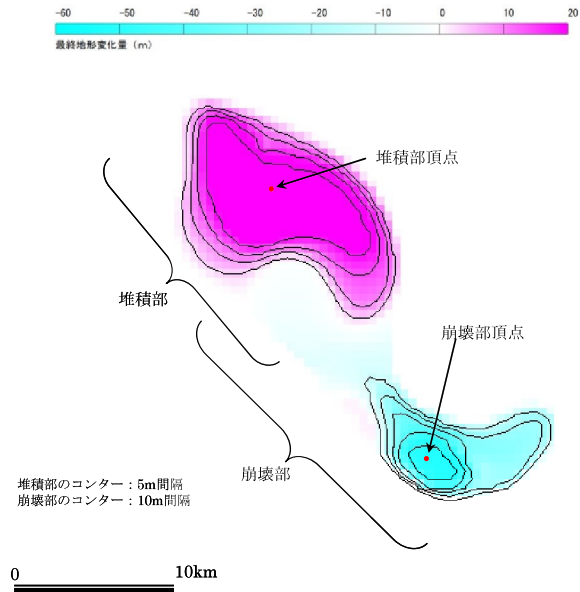 -60 -50 -40 -30 -20 -10 0 10 20
最終地形変化量（m）
堆積部頂点
堆積部
崩壊部頂点
崩壊部
堆積部のコンター：5m間隔
崩壊部のコンター：10m間隔
0 10km